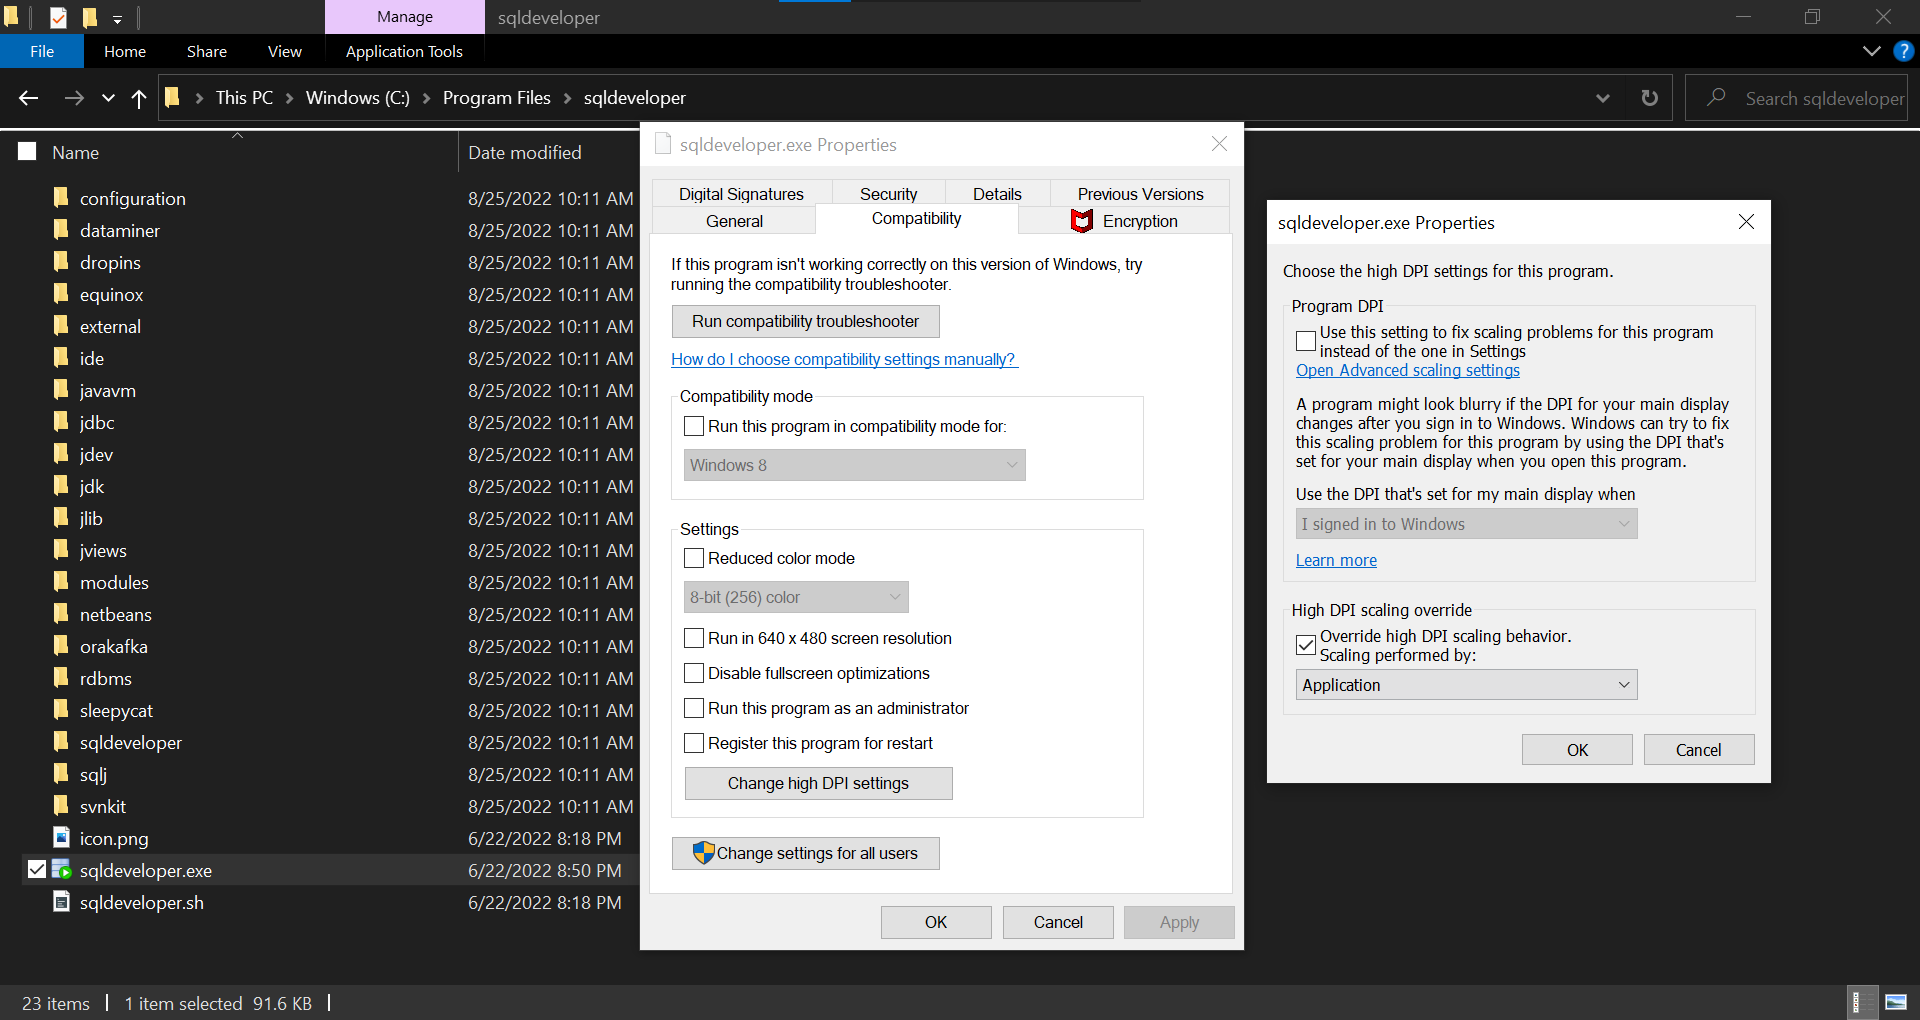 Manage
sqldeveloper
File
Home
Share
View
Application Tools
This PC
Windows (C:)
Program Files
sqldeveloper
Search sqldeveloper
Name
Date modified
configuration 8/25/2022 10:11 AM
dataminer 8/25/2022 10:11 AM
dropins 8/25/2022 10:11 AM
equinox 8/25/2022 10:11 AM
external 8/25/2022 10:11 AM
ide 8/25/2022 10:11 AM
javavm 8/25/2022 10:11 AM
jdbc 8/25/2022 10:11 AM
jdev 8/25/2022 10:11 AM
jdk 8/25/2022 10:11 AM
jlib 8/25/2022 10:11 AM
jviews 8/25/2022 10:11 AM
modules 8/25/2022 10:11 AM
netbeans 8/25/2022 10:11 AM
orakafka 8/25/2022 10:11 AM
rdbms 8/25/2022 10:11 AM
sleepycat 8/25/2022 10:11 AM
sqldeveloper 8/25/2022 10:11 AM
sqlj 8/25/2022 10:11 AM
svnkit 8/25/2022 10:11 AM
icon.png 6/22/2022 8:18 PM
sqldeveloper.exe 6/22/2022 8:50 PM
sqldeveloper.sh 6/22/2022 8:18 PM
23 items
1 item selected 91.6 KB
sqldeveloper.exe Properties
Digital Signatures
Security
Details
Previous Versions
General
Compatibility
Encryption
If this program isn't working correctly on this version of Windows, try
running the compatibility troubleshooter.
Run compatibility troubleshooter
How do I choose compatibility settings manually?
Compatibility mode
Run this program in compatibility mode for:
Windows 8
Settings
Reduced color mode
8-bit (256) color
Run in 640 x 480 screen resolution
Disable fullscreen optimizations
Run this program as an administrator
Register this program for restart
Change high DPI settings
Change settings for all users
OK
Cancel
Apply
sqldeveloper.exe Properties
Choose the high DPI settings for this program.
Program DPI
Use this setting to fix scaling problems for this program
instead of the one in Settings
Open Advanced scaling settings
A program might look blurry if the DPI for your main display
changes after you sign in to Windows. Windows can try to fix
this scaling problem for this program by using the DPI that's
set for your main display when you open this program.
Use the DPI that's set for my main display when
I signed in to Windows
Learn more
High DPI scaling override
Override high DPI scaling behavior.
Scaling performed by:
Application
OK
Cancel